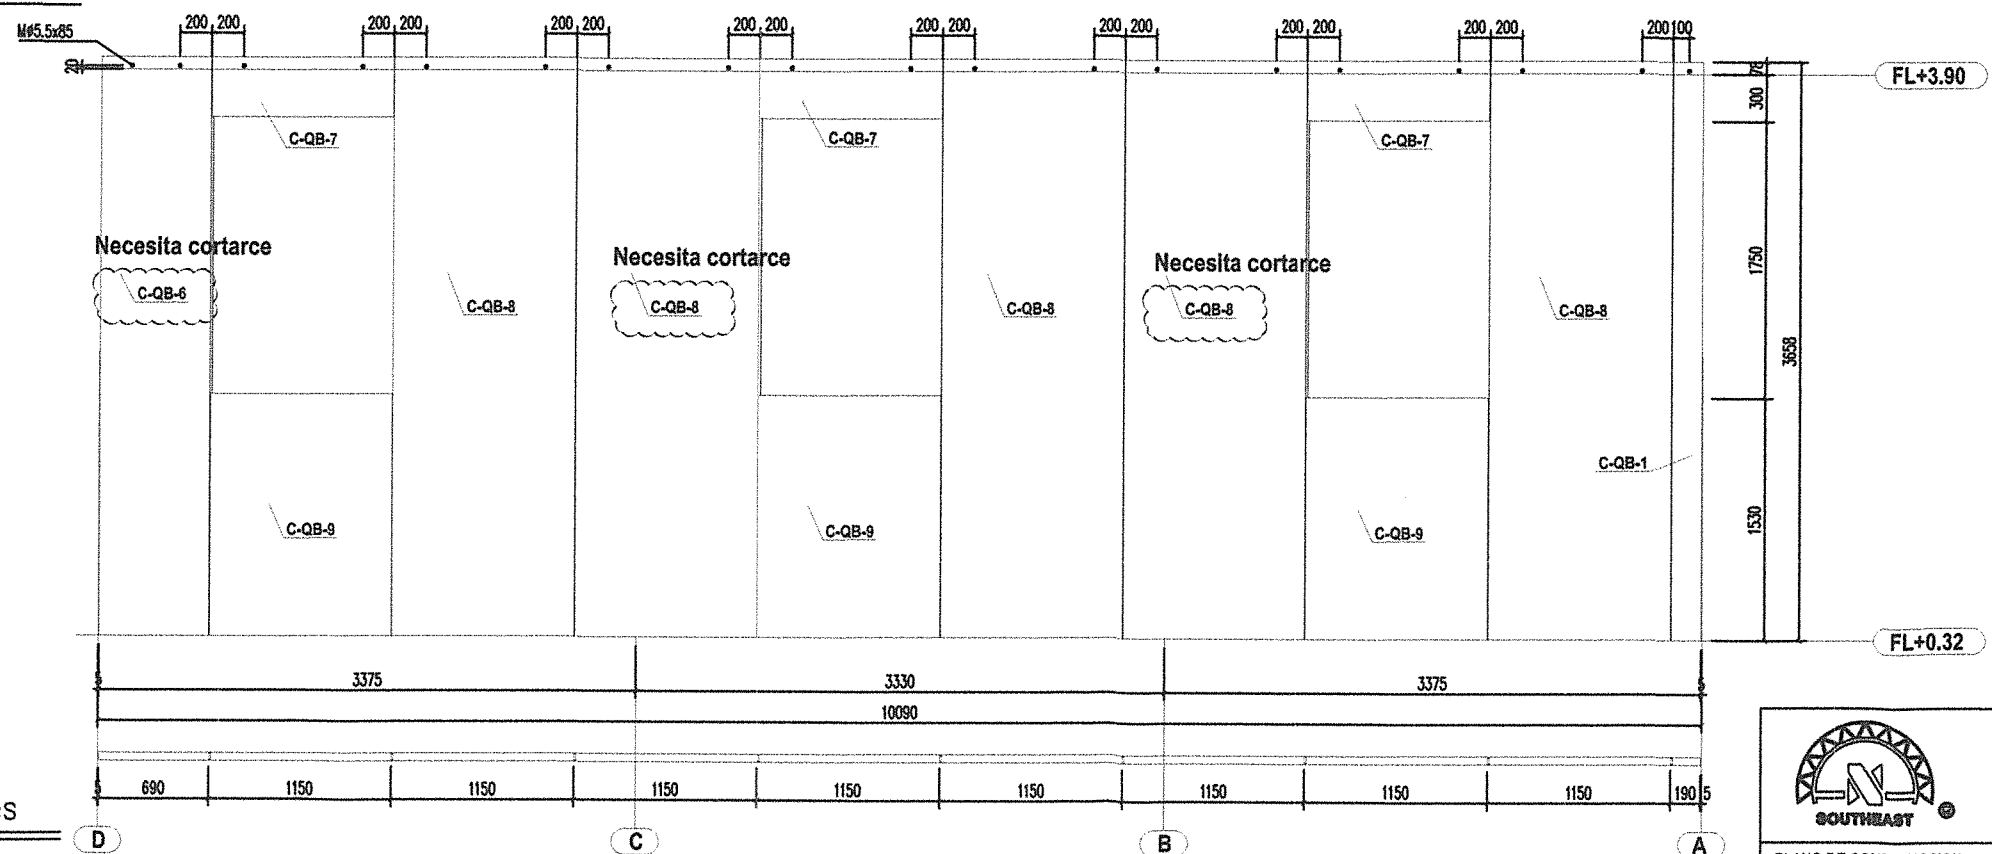 200 200 200 200 200 200 200 200 200 200 200 200 200 200 200 200 200 100
MØ5.5x85
20
78
FL+3.90
300
C-QB-7 C-QB-7 C-QB-7
Necesita cortarce Necesita cortarce Necesita cortarce
1750
C-QB-6 C-QB-8 C-QB-8 C-QB-8 C-QB-8 C-QB-8
3658
C-QB-1
1530
C-QB-9 C-QB-9 C-QB-9
FL+0.32
5 3375 3330 3375 5
10090
5 690 1150 1150 1150 1150 1150 1150 1150 1150 190 5
D C B A
SOUTHEAST
®